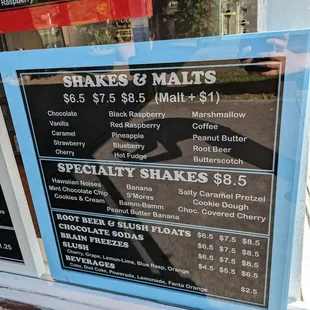 Raspberry
SHAKES & MALTS
$6.5 $7.5 $8.5 (Malt + $1)
Chocolate Black Raspberry Marshmallow
Vanilla Red Raspberry Coffee
Caramel Pineapple Peanut Butter
Strawberry Blueberry Root Beer
Cherry Hot Fudge Butterscotch
SPECIALTY SHAKES $8.5
Hawaiian Noises Banana Salty Caramel Pretzel
Mint Chocolate Chip S'Mores Cookie Dough
Cookies & Cream Bamm-Bamm Choc. Covered Cherry
Peanut Butter Banana
ROOT BEER & SLUSH FLOATS $6.5 $7.5 $8.5
CHOCOLATE SODAS $6.5 $7.5 $8.5
BRAIN FREEZES $6.5 $7.5 $8.5
SLUSH $4.5 $5.5 $6.5
Cherry, Grape, Lemon-Lime, Blue Rasp, Orange
BEVERAGES $2.5
Coke, Diet Coke, Powerade, Lemonade, Fanta Orange
1.25